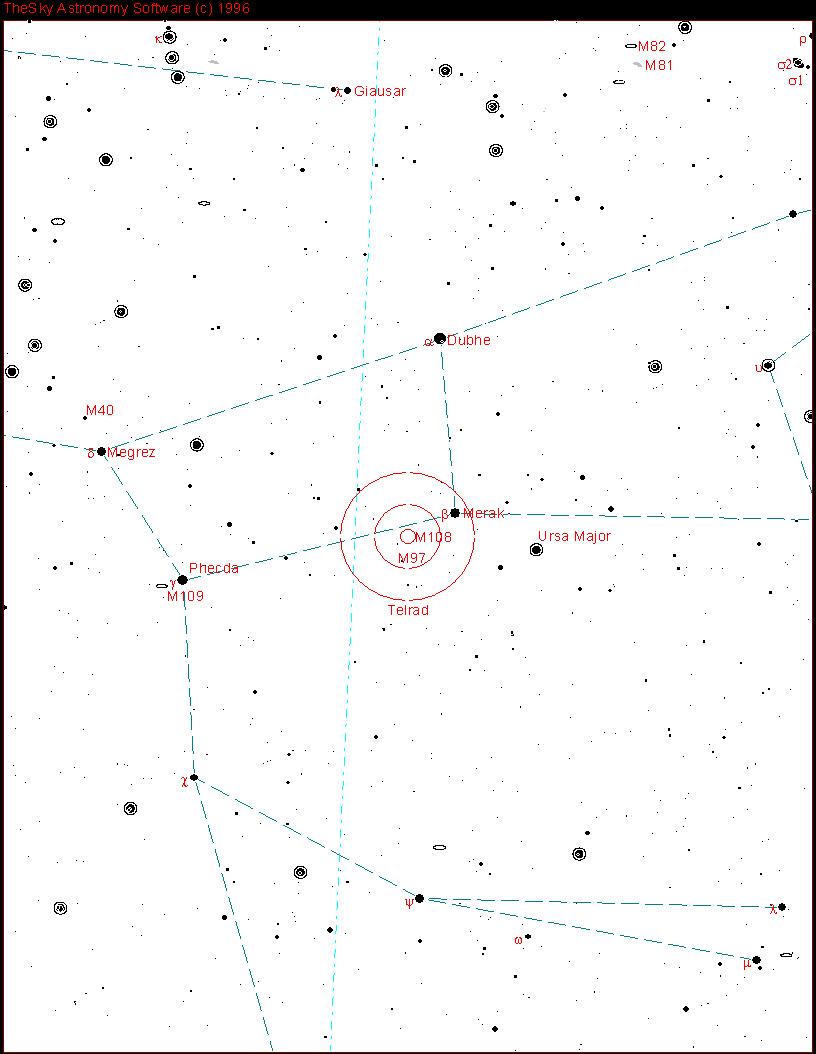 TheSky Astronomy Software (c) 1996
κ
M82
ρ
M81
σ2
σ1
λ Giausar
α Dubhe
υ
M40
δ Megrez
β Merak
M108
Ursa Major
M97
Phecda
γ
M109
Telrad
χ
ψ
λ
ω
μ